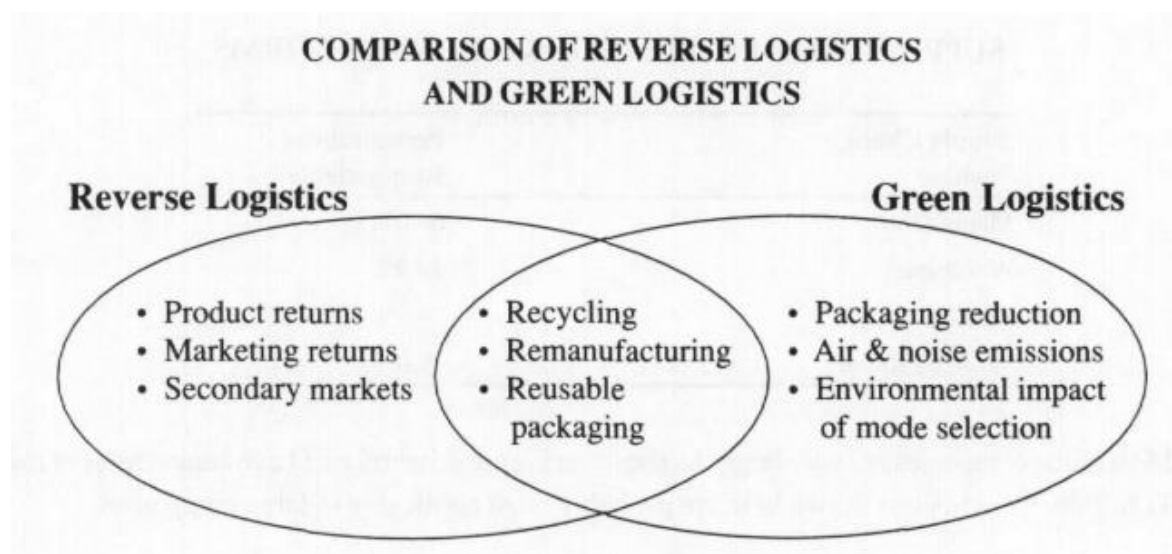 COMPARISON OF REVERSE LOGISTICS
AND GREEN LOGISTICS
Reverse Logistics
Green Logistics
• Product returns
• Marketing returns
• Secondary markets
• Recycling
• Remanufacturing
• Reusable
packaging
• Packaging reduction
• Air & noise emissions
• Environmental impact
of mode selection